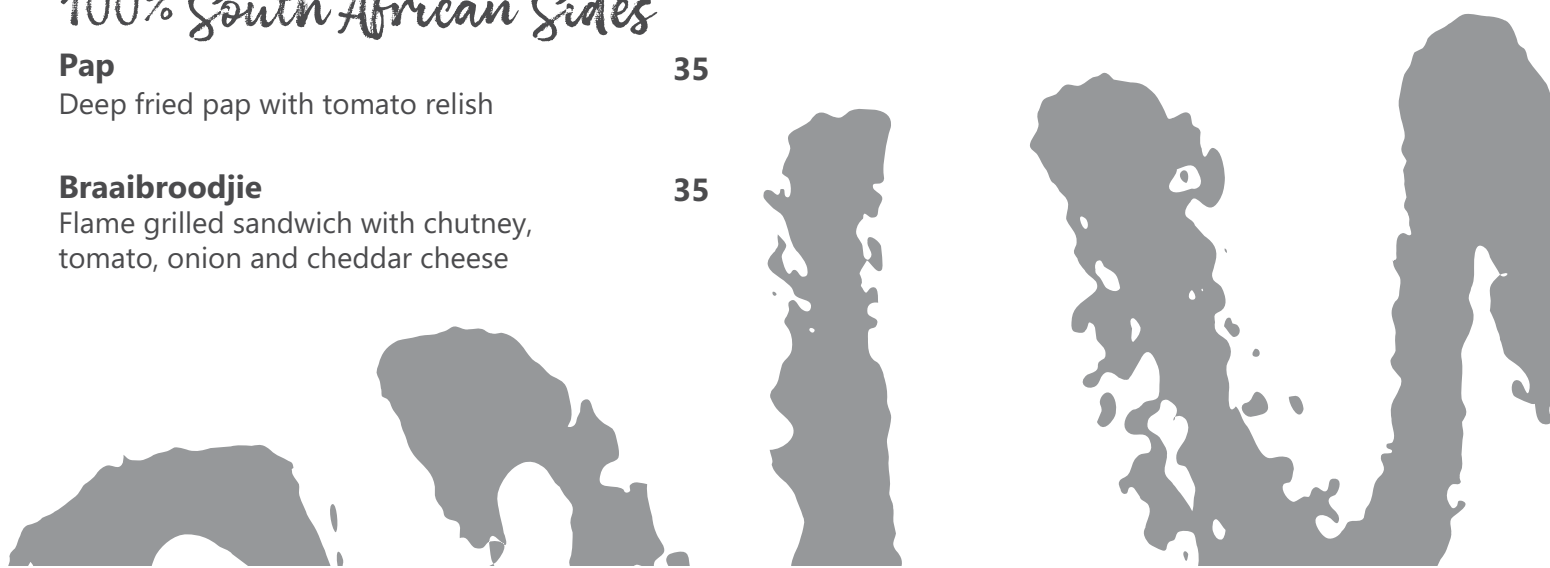 100% South African Sides
Pap 35
Deep fried pap with tomato relish
Braaibroodjie 35
Flame grilled sandwich with chutney,
tomato, onion and cheddar cheese